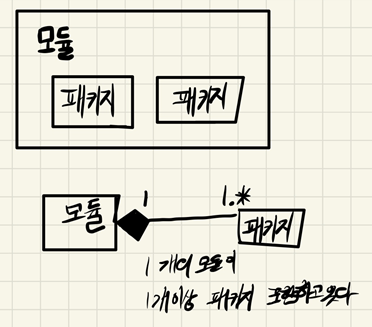 모듈
패키지 패키지
모듈 1 1.* 패키지
1개의 모듈이
1개이상 패키지 포함하고있다